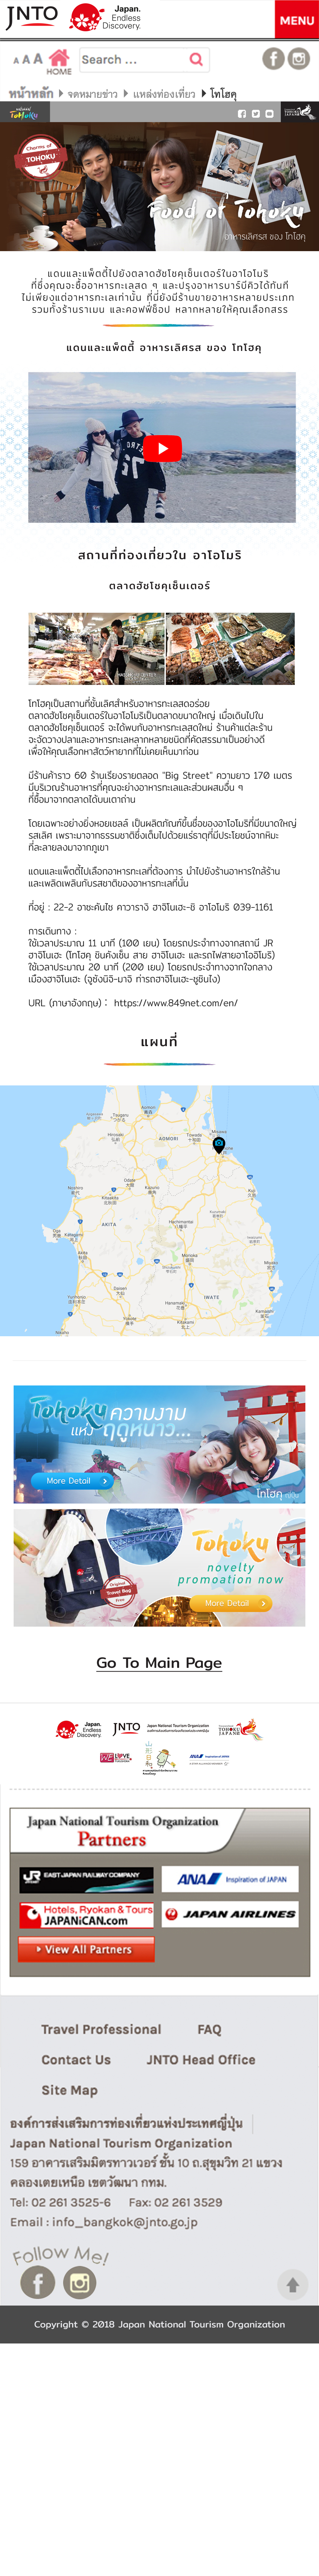 JNTO
Japan.
Endless
Discovery.
MENU
A A A
HOME
Search ...
หน้าหลัก
จดหมายข่าว
แหล่งท่องเที่ยว
โทโฮคุ
Charms of
TOHOKU
Food of Tohoku
อาหารเลิศรส ของ โทโฮคุ
แดนและแพ็ตตี้ไปยังตลาดฮัชโชคุเซ็นเตอร์ในอาโอโมริ
ที่ซึ่งคุณจะซื้ออาหารทะเลสด ๆ และปรุงอาหารบาร์บีคิวได้ทันที
ไม่เพียงแต่อาหารทะเลเท่านั้น ที่นี่ยังมีร้านขายอาหารหลายประเภท
รวมทั้งร้านราเมน และคอฟฟี่ช็อป หลากหลายให้คุณเลือกสรร
แดนและแพ็ตตี้ อาหารเลิศรส ของ โทโฮคุ
สถานที่ท่องเที่ยวใน อาโอโมริ
ตลาดฮัชโชคุเซ็นเตอร์
โทโฮคุเป็นสถานที่ชั้นเลิศสำหรับอาหารทะเลสดอร่อย
ตลาดฮัชโชคุเซ็นเตอร์ในอาโอโมริเป็นตลาดขนาดใหญ่ เมื่อเดินไปใน
ตลาดฮัชโชคุเซ็นเตอร์ จะได้พบกับอาหารทะเลสดใหม่ ร้านค้าแต่ละร้าน
จะจัดวางปลาและอาหารทะเลหลากหลายชนิดที่คัดสรรมาเป็นอย่างดี
เพื่อให้คุณเลือกหาสัตว์หายากที่ไม่เคยเห็นมาก่อน
มีร้านค้าราว 60 ร้านเรียงรายตลอด "Big Street" ความยาว 170 เมตร
มีบริเวณร้านอาหารที่คุณจะย่างอาหารทะเลและส่วนผสมอื่น ๆ
ที่ซื้อมาจากตลาดได้บนเตาถ่าน
โดยเฉพาะอย่างยิ่งหอยเชลล์ เป็นผลิตภัณฑ์ขึ้นชื่อของอาโอโมริที่มีขนาดใหญ่
รสเลิศ เพราะมาจากธรรมชาติซึ่งเต็มไปด้วยแร่ธาตุที่มีประโยชน์จากหิมะ
ที่ละลายลงมาจากภูเขา
แดนและแพ็ตตี้ไปเลือกอาหารทะเลที่ต้องการ นำไปยังร้านอาหารใกล้ร้าน
และเพลิดเพลินกับรสชาติของอาหารทะเลที่นั่น
ที่อยู่ : 22-2 อาซะคันไซ คาวารางิ ฮาจิโนเฮะ-ชิ อาโอโมริ 039-1161
การเดินทาง :
ใช้เวลาประมาณ 11 นาที (100 เยน) โดยรถประจำทางจากสถานี JR
ฮาจิโนเฮะ (โทโฮคุ ชินคังเซ็น สาย ฮาจิโนเฮะ และรถไฟสายอาโออิโมริ)
ใช้เวลาประมาณ 20 นาที (200 เยน) โดยรถประจำทางจากใจกลาง
เมืองฮาจิโนเฮะ (จูซังนิจิ-มาจิ ท่ารถฮาจิโนเฮะ-ชูชินไง)
URL (ภาษาอังกฤษ) : https://www.849net.com/en/
แผนที่
AOMORI
AKITA
IWATE
Tohoku ความงาม
แห่ง ฤดูหนาว...
More Detail
โทโฮคุ ญี่ปุ่น
Tohoku
novelty
promoation now
More Detail
Go To Main Page
Japan.
Endless
Discovery.
JNTO
Japan National Tourism Organization
Japan National Tourism Organization
Partners
EAST JAPAN RAILWAY COMPANY
ANA Inspiration of JAPAN
Hotels, Ryokan & Tours
JAPANiCAN.com
JAPAN AIRLINES
View All Partners
Travel Professional
FAQ
Contact Us
JNTO Head Office
Site Map
องค์การส่งเสริมการท่องเที่ยวแห่งประเทศญี่ปุ่น
Japan National Tourism Organization
159 อาคารเสริมมิตรทาวเวอร์ ชั้น 10 ถ.สุขุมวิท 21 แขวง
คลองเตยเหนือ เขตวัฒนา กทม.
Tel: 02 261 3525-6 Fax: 02 261 3529
Email : info_bangkok@jnto.go.jp
Follow Me!
Copyright © 2018 Japan National Tourism Organization